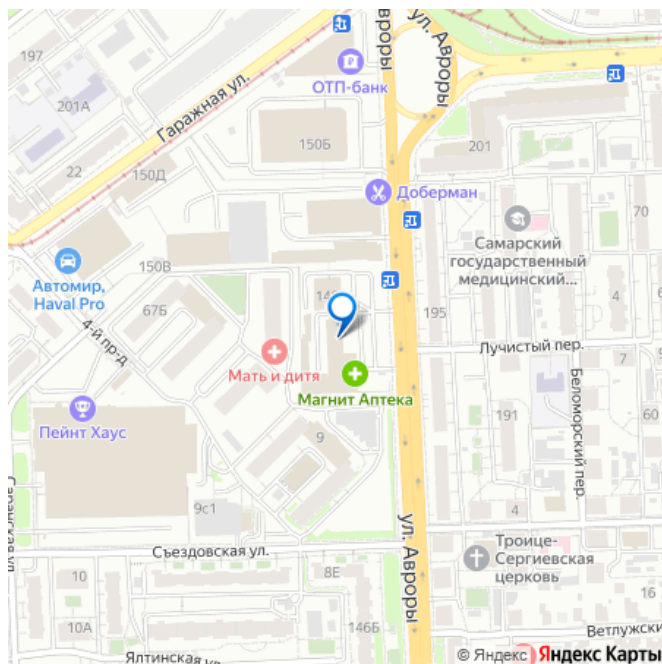 ул. Авроры
Авроры
197
ОТП-банк
201А
Гаражная ул.
150Б
201
22
150Д
Доберман
70
Самарский
государственный
медицинский...
Автомир,
Haval Pro
150В
67Б
4-й пр-д
195
4
Лучистый пер.
7
9
Мать и дитя
Магнит Аптека
Беломорский пер.
191
60
Пейнт Хаус
9
9с1
4
ул. Авроры
Съездовская ул.
Троице-
Сергиевская
церковь
10
8Е
16
10А
146Б
Ветлужски
Ялтинская ул.
© Яндекс
Яндекс Карты